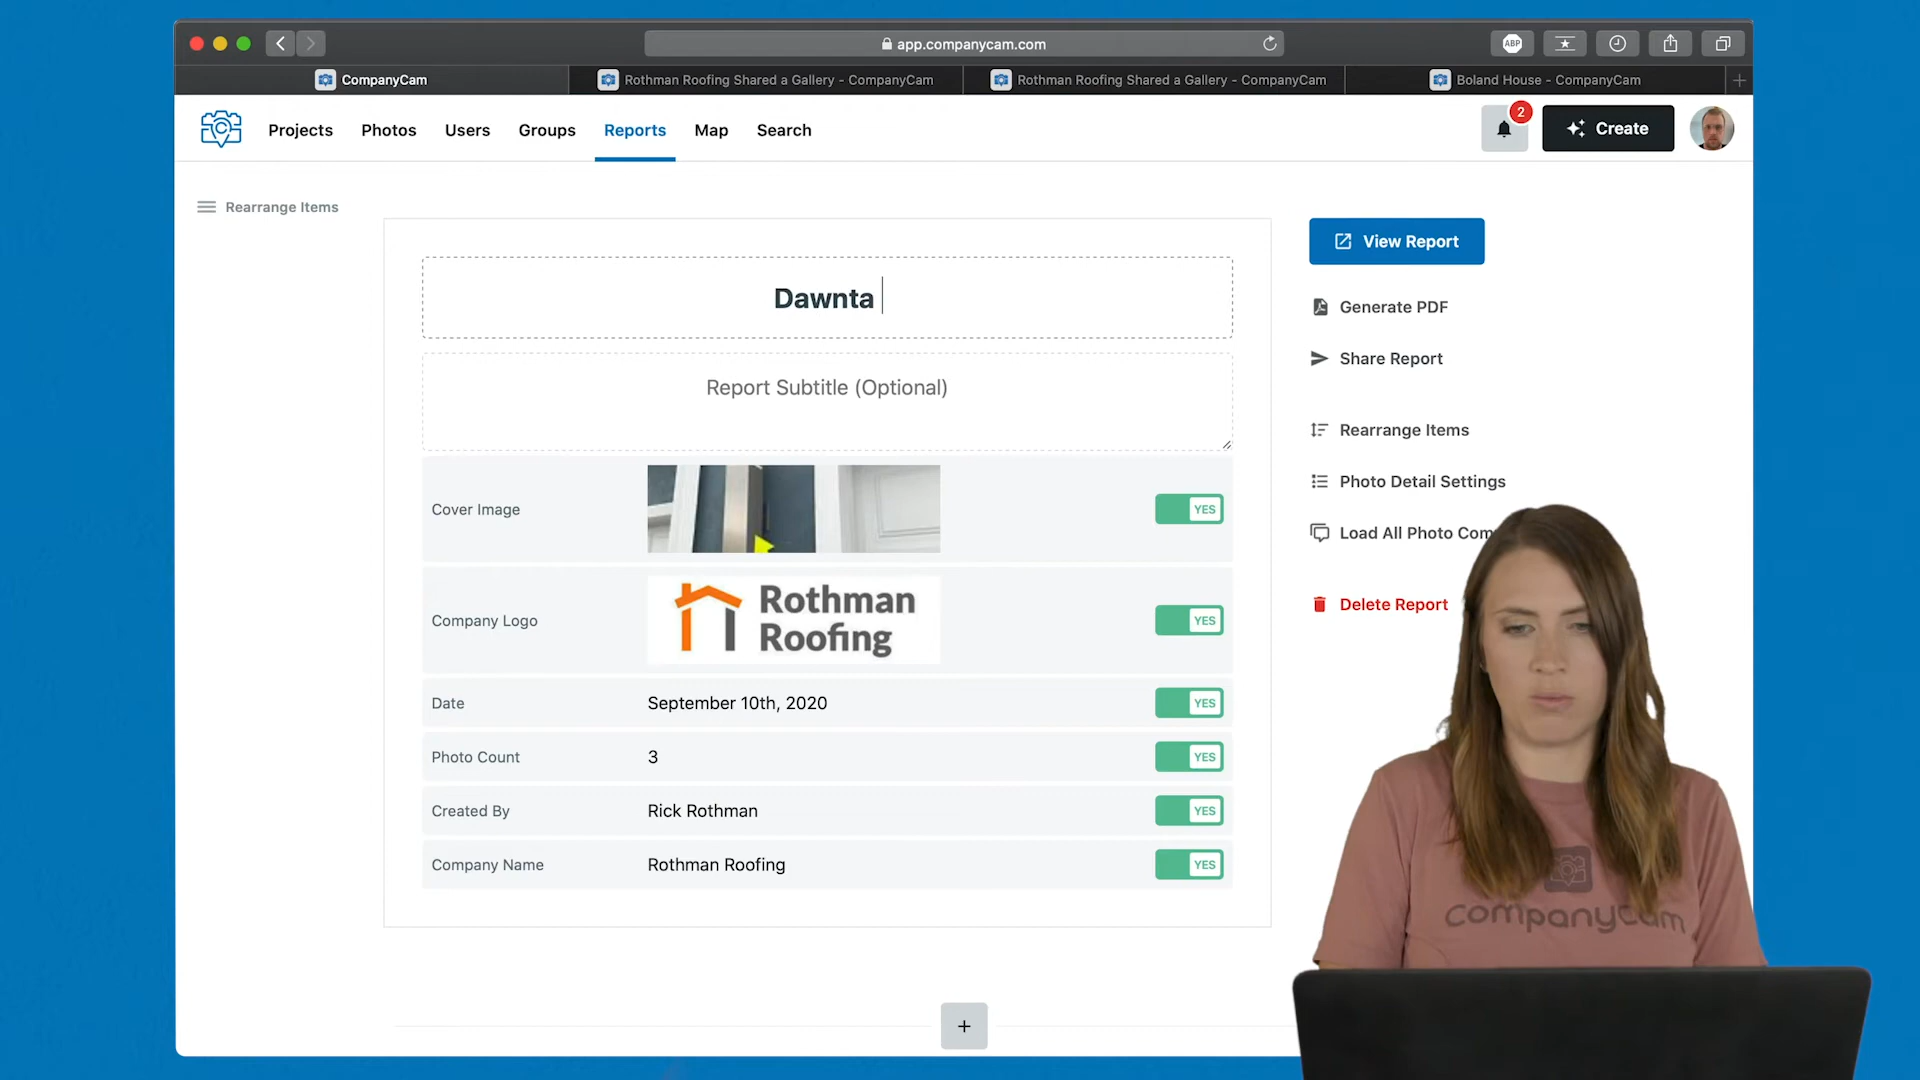 app.companycam.com
ABP
CompanyCam
Rothman Roofing Shared a Gallery - CompanyCam
Rothman Roofing Shared a Gallery - CompanyCam
Boland House - CompanyCam
Projects
Photos
Users
Groups
Reports
Map
Search
2
Create
Rearrange Items
Dawnta
Report Subtitle (Optional)
Cover Image
YES
Company Logo
Rothman
Roofing
YES
Date
September 10th, 2020
YES
Photo Count
3
YES
Created By
Rick Rothman
YES
Company Name
Rothman Roofing
YES
View Report
Generate PDF
Share Report
Rearrange Items
Photo Detail Settings
Load All Photo Com
Delete Report
companyCam